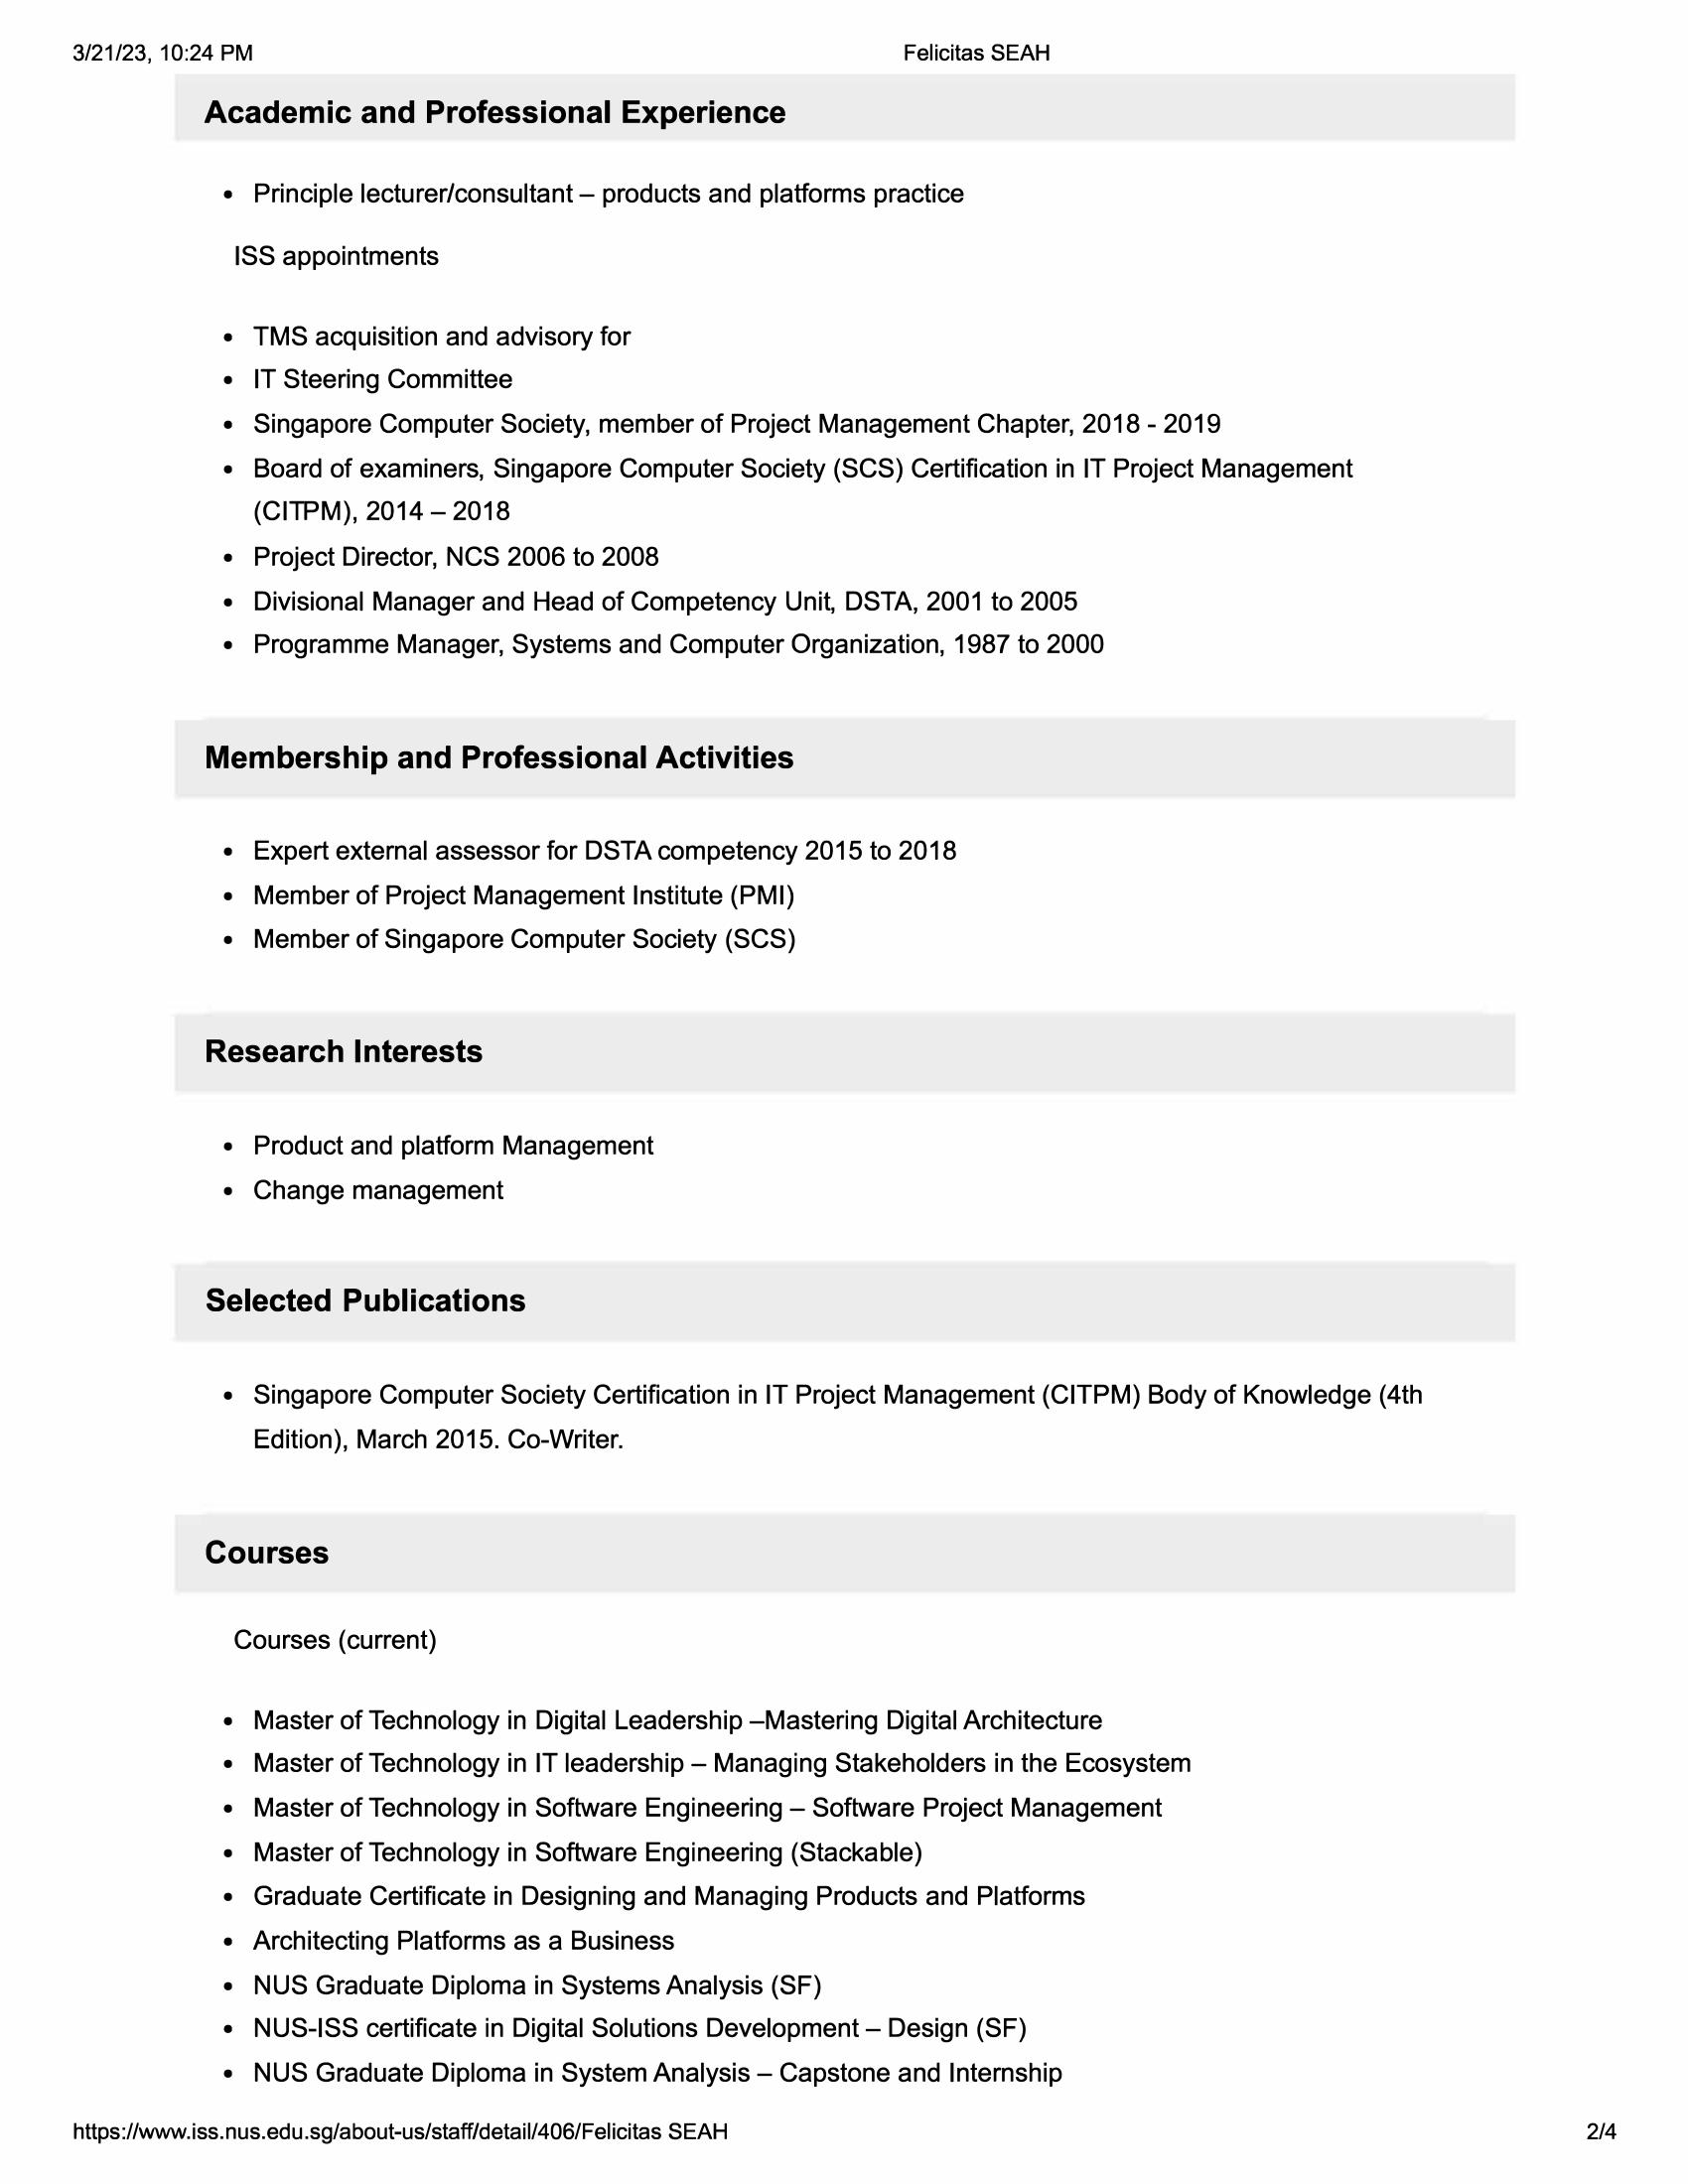 3/21/23, 10:24 PM
Felicitas SEAH
Academic and Professional Experience
• Principle lecturer/consultant – products and platforms practice
ISS appointments
• TMS acquisition and advisory for
• IT Steering Committee
• Singapore Computer Society, member of Project Management Chapter, 2018 - 2019
• Board of examiners, Singapore Computer Society (SCS) Certification in IT Project Management
(CITPM), 2014 – 2018
• Project Director, NCS 2006 to 2008
• Divisional Manager and Head of Competency Unit, DSTA, 2001 to 2005
• Programme Manager, Systems and Computer Organization, 1987 to 2000
Membership and Professional Activities
• Expert external assessor for DSTA competency 2015 to 2018
• Member of Project Management Institute (PMI)
• Member of Singapore Computer Society (SCS)
Research Interests
• Product and platform Management
• Change management
Selected Publications
• Singapore Computer Society Certification in IT Project Management (CITPM) Body of Knowledge (4th
Edition), March 2015. Co-Writer.
Courses
Courses (current)
• Master of Technology in Digital Leadership –Mastering Digital Architecture
• Master of Technology in IT leadership – Managing Stakeholders in the Ecosystem
• Master of Technology in Software Engineering – Software Project Management
• Master of Technology in Software Engineering (Stackable)
• Graduate Certificate in Designing and Managing Products and Platforms
• Architecting Platforms as a Business
• NUS Graduate Diploma in Systems Analysis (SF)
• NUS-ISS certificate in Digital Solutions Development – Design (SF)
• NUS Graduate Diploma in System Analysis – Capstone and Internship
https://www.iss.nus.edu.sg/about-us/staff/detail/406/Felicitas SEAH
2/4